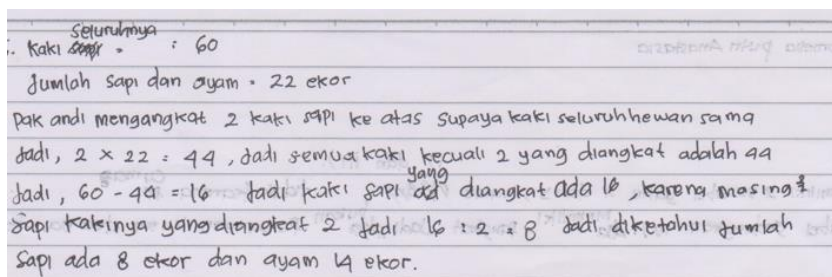 . Kaki seluruhnya : 60
Jumlah sapi dan ayam = 22 ekor
Pak andi mengangkat 2 kaki sapi ke atas supaya kaki seluruh hewan sama
Jadi, 2 x 22 = 44, Jadi semua kaki kecuali 2 yang diangkat adalah 44
Jadi, 60 - 44 = 16 Jadi kaki sapi yang diangkat ada 16 karena masing²
Sapi kakinya yang diangkat 2 Jadi 16 : 2 = 8 Jadi diketahui Jumlah
Sapi ada 8 ekor dan ayam 14 ekor.